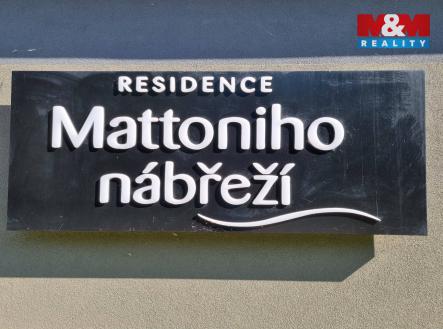 M&M
REALITY
RESIDENCE
Mattoniho
nábřeží